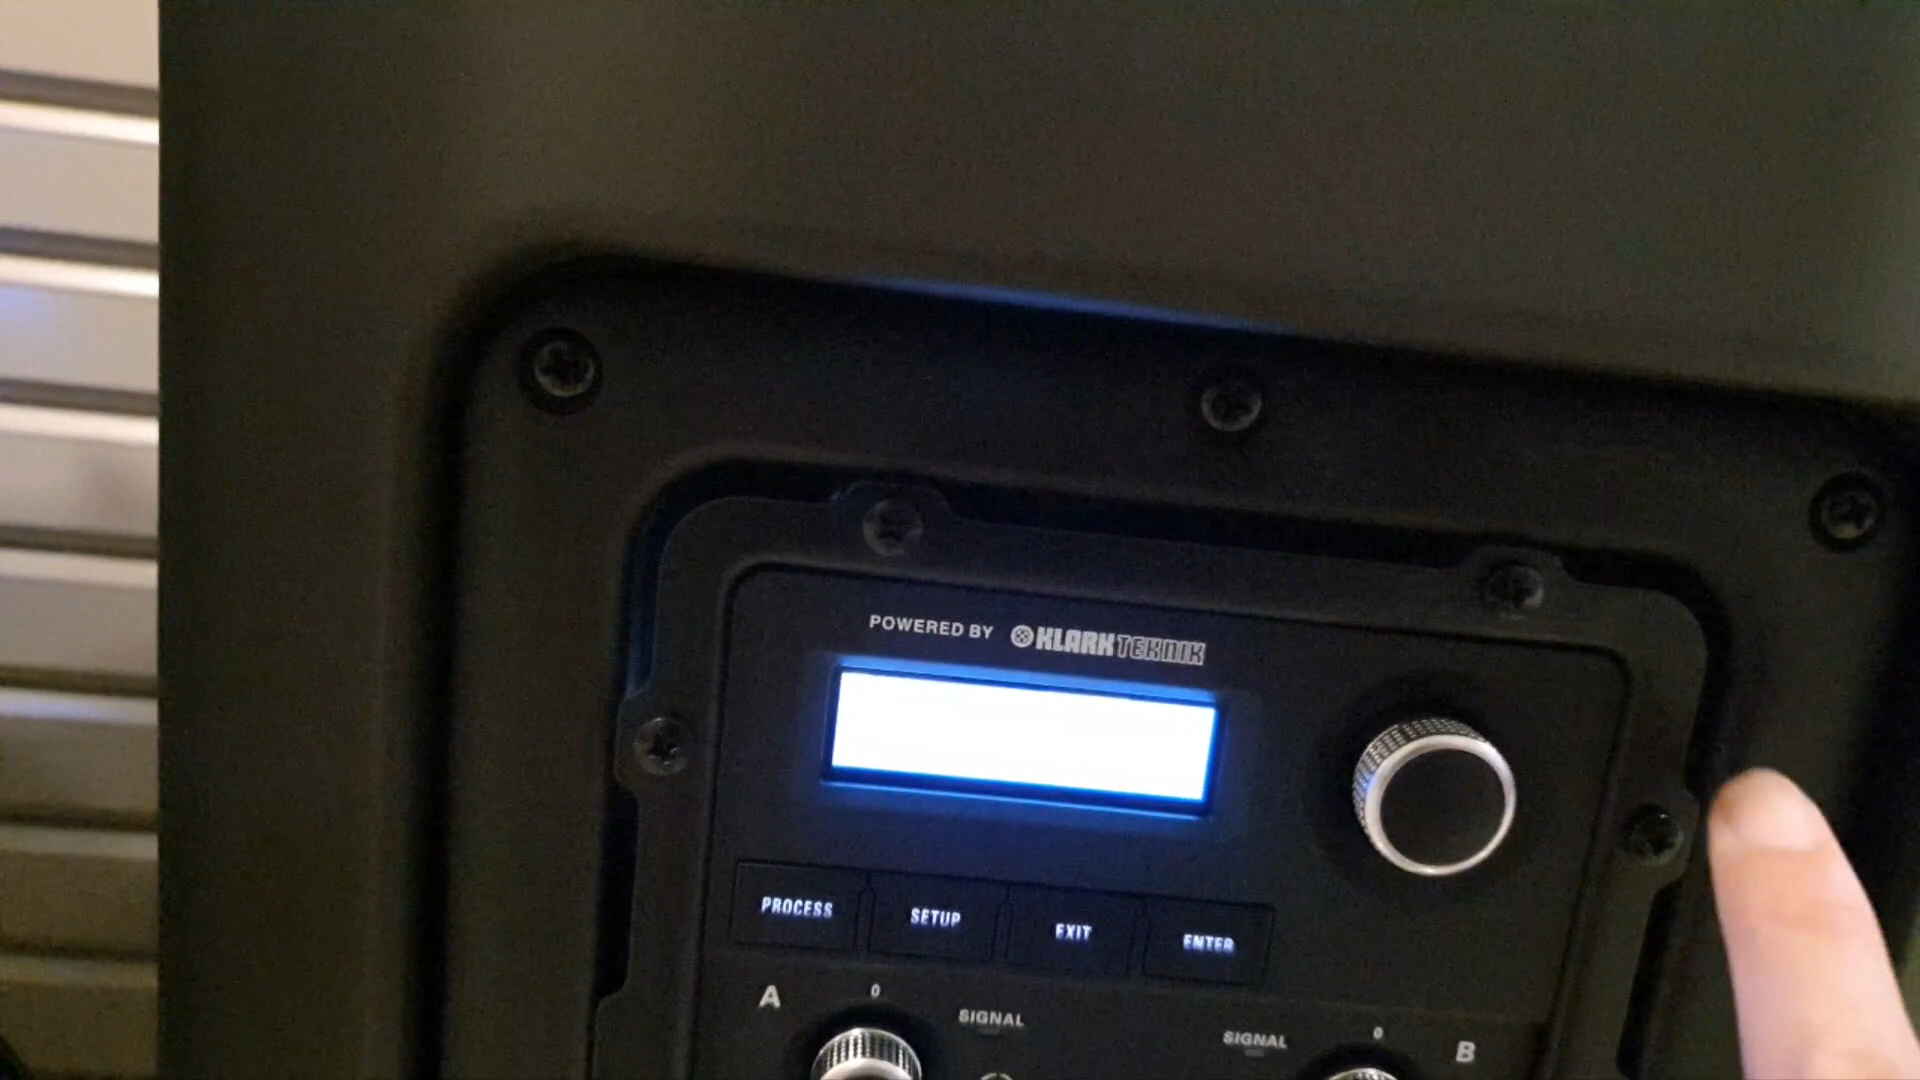 POWERED BY KLARK TEKNIK
PROCESS SETUP EXIT ENTER
A 0 SIGNAL SIGNAL 0 B